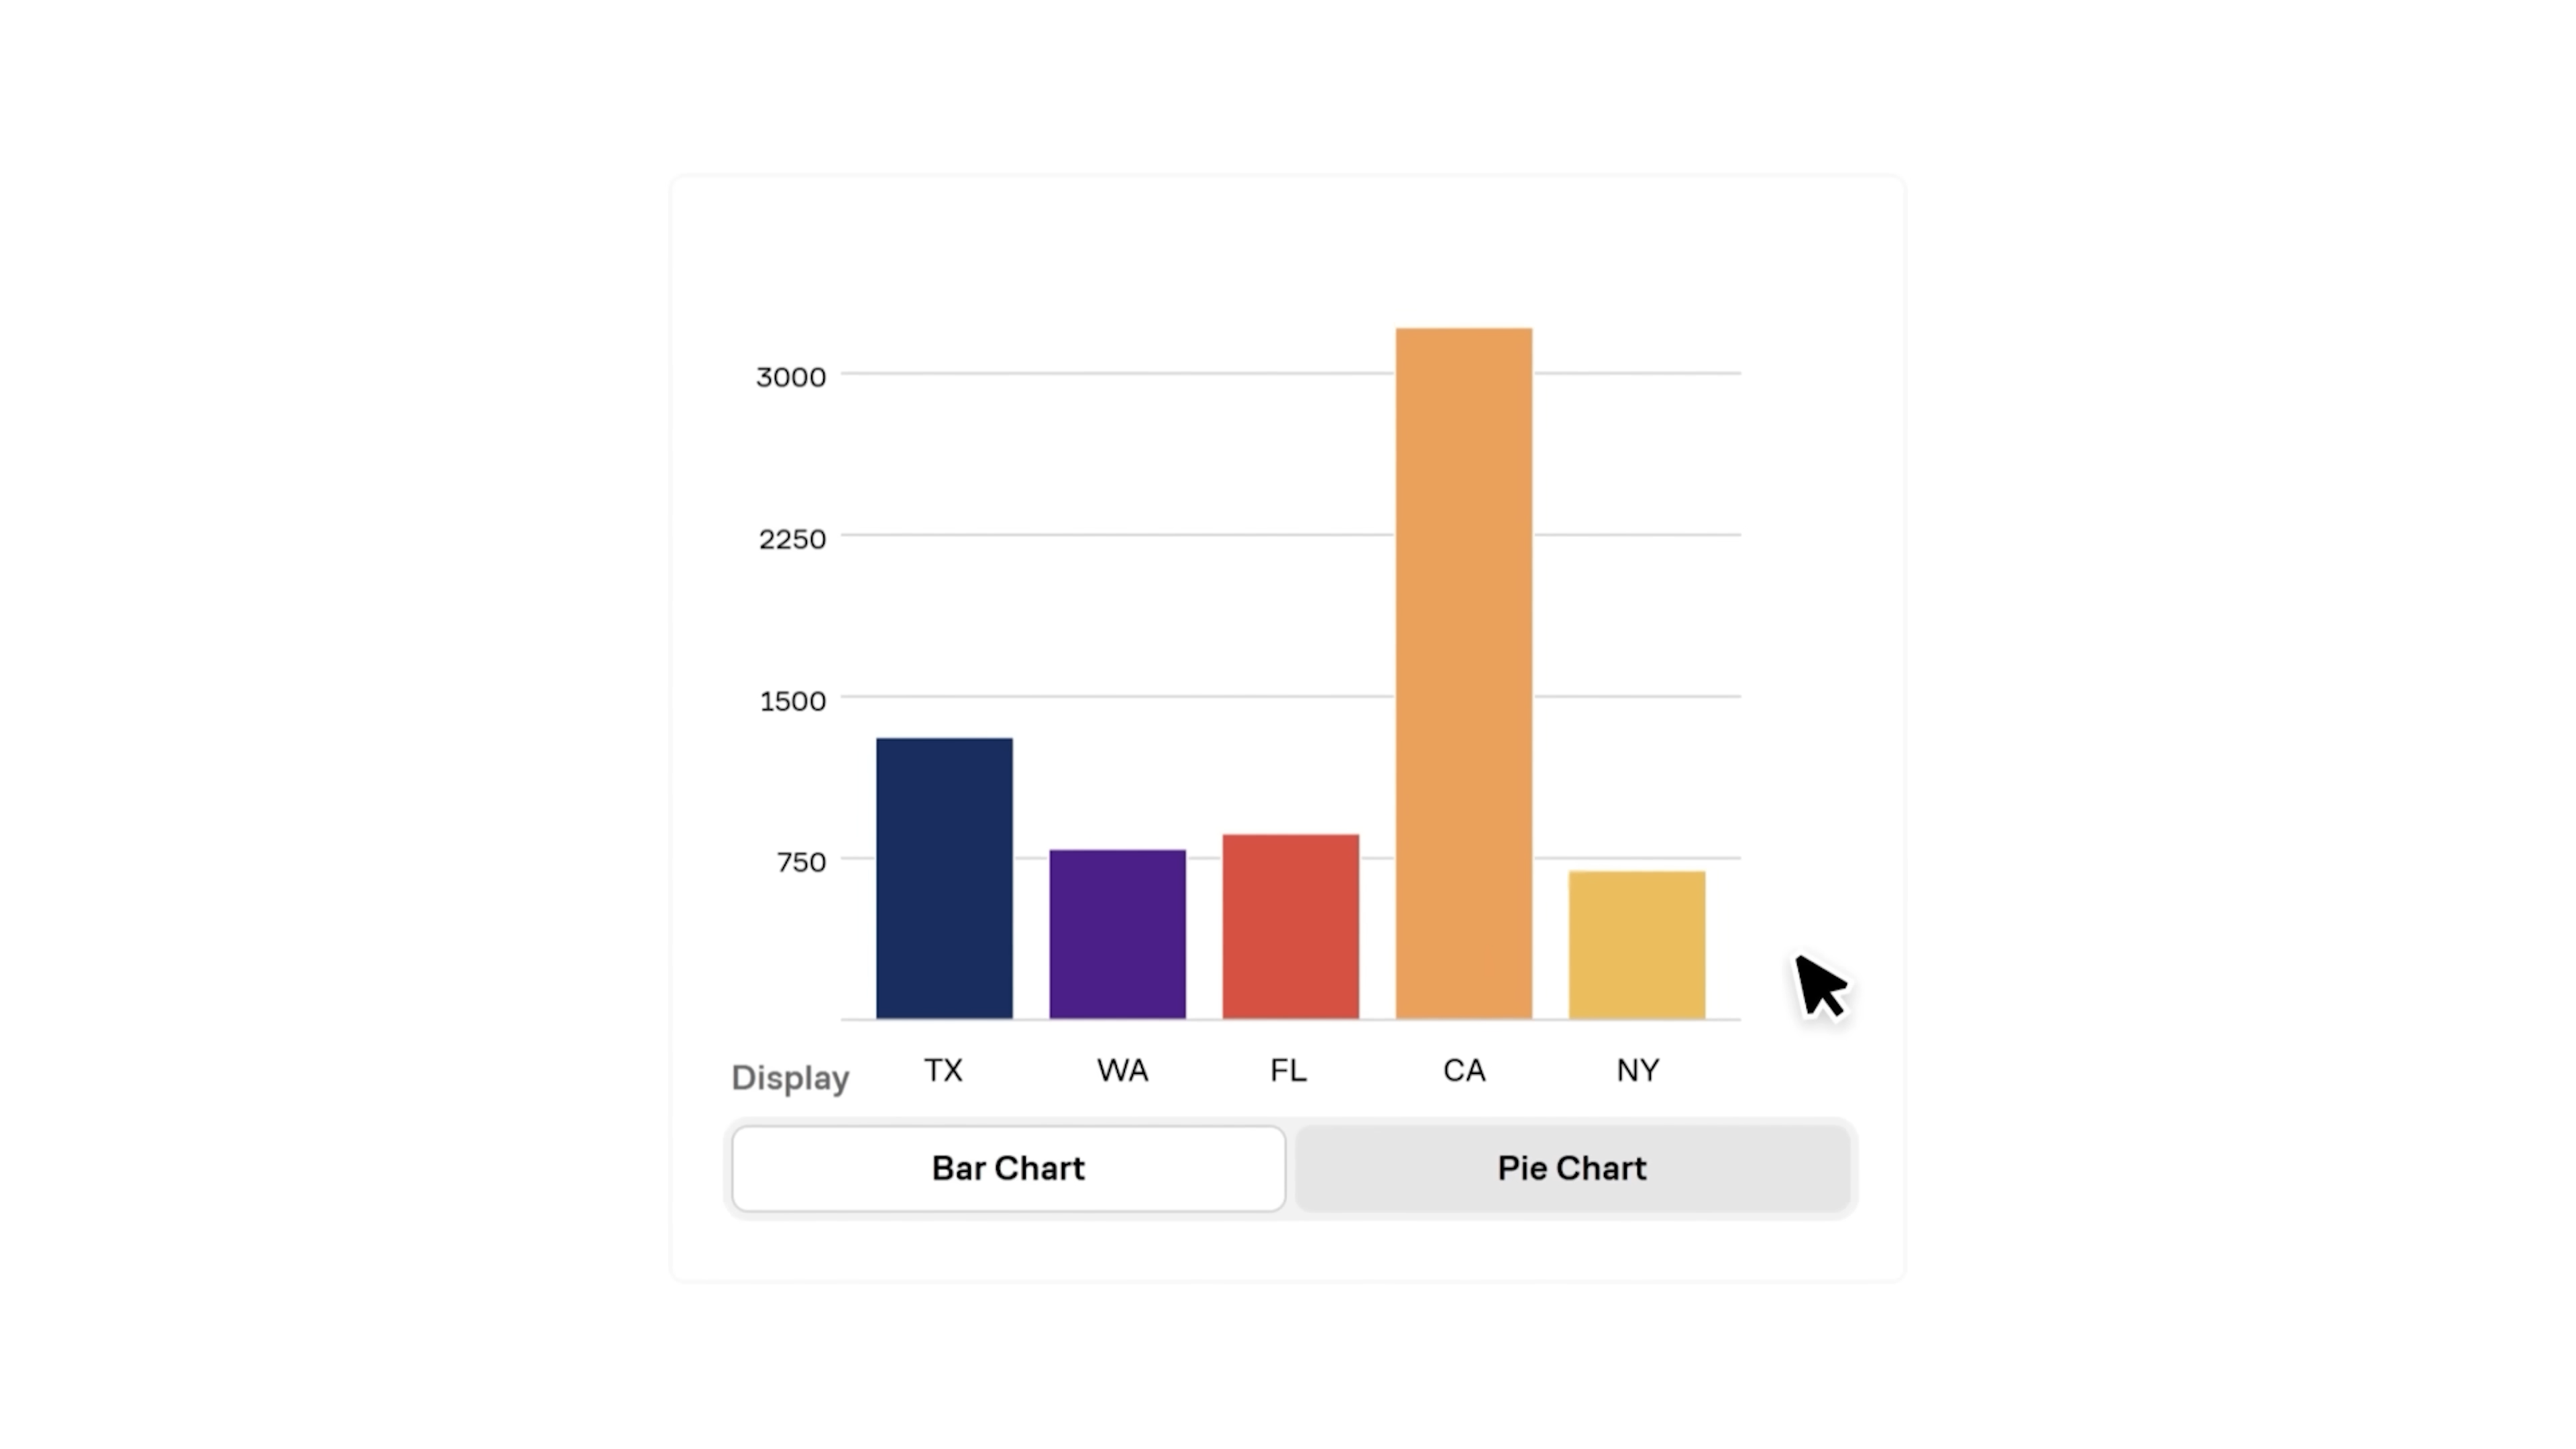 3000
2250
1500
750
TX WA FL CA NY
Display
Bar Chart Pie Chart